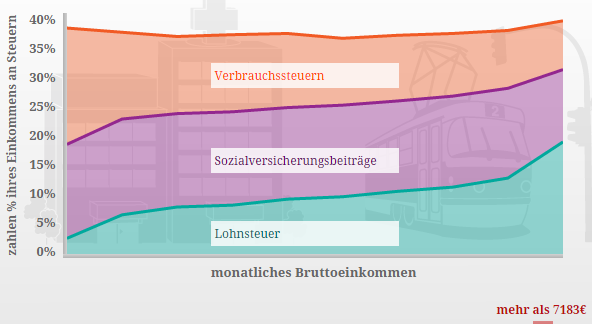 zahlen % ihres Einkommens an Steuern
40%
35%
30%
25%
20%
15%
10%
5%
0%
Verbrauchssteuern
Sozialversicherungsbeiträge
Lohnsteuer
monatliches Bruttoeinkommen
mehr als 7183€